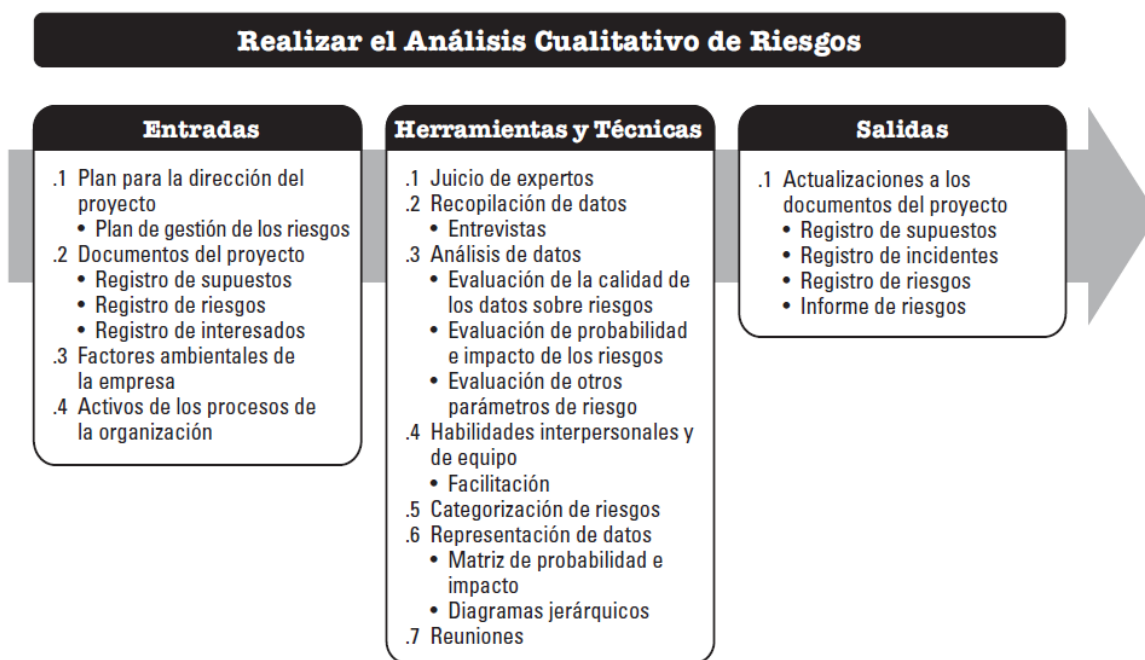 Realizar el Análisis Cualitativo de Riesgos
Entradas
.1 Plan para la dirección del
proyecto
• Plan de gestión de los riesgos
.2 Documentos del proyecto
• Registro de supuestos
• Registro de riesgos
• Registro de interesados
.3 Factores ambientales de
la empresa
.4 Activos de los procesos de
la organización
Herramientas y Técnicas
.1 Juicio de expertos
.2 Recopilación de datos
• Entrevistas
.3 Análisis de datos
• Evaluación de la calidad de
los datos sobre riesgos
• Evaluación de probabilidad
e impacto de los riesgos
• Evaluación de otros
parámetros de riesgo
.4 Habilidades interpersonales y
de equipo
• Facilitación
.5 Categorización de riesgos
.6 Representación de datos
• Matriz de probabilidad e
impacto
• Diagramas jerárquicos
.7 Reuniones
Salidas
.1 Actualizaciones a los
documentos del proyecto
• Registro de supuestos
• Registro de incidentes
• Registro de riesgos
• Informe de riesgos